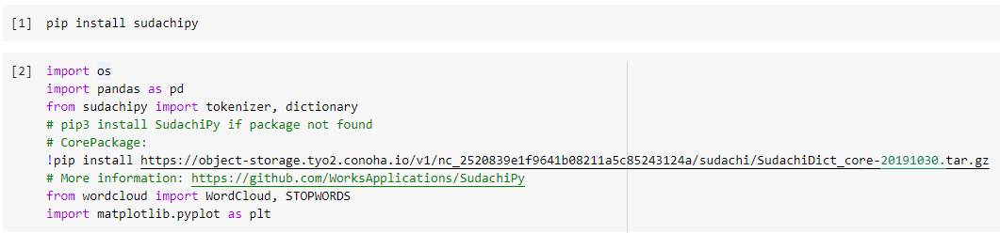 [1] pip install sudachipy
[2] import os
import pandas as pd
from sudachipy import tokenizer, dictionary
# pip3 install SudachiPy if package not found
# CorePackage:
!pip install https://object-storage.tyo2.conoha.io/v1/nc_2520839e1f9641b08211a5c85243124a/sudachi/SudachiDict_core-20191030.tar.gz
# More information: https://github.com/WorksApplications/SudachiPy
from wordcloud import WordCloud, STOPWORDS
import matplotlib.pyplot as plt